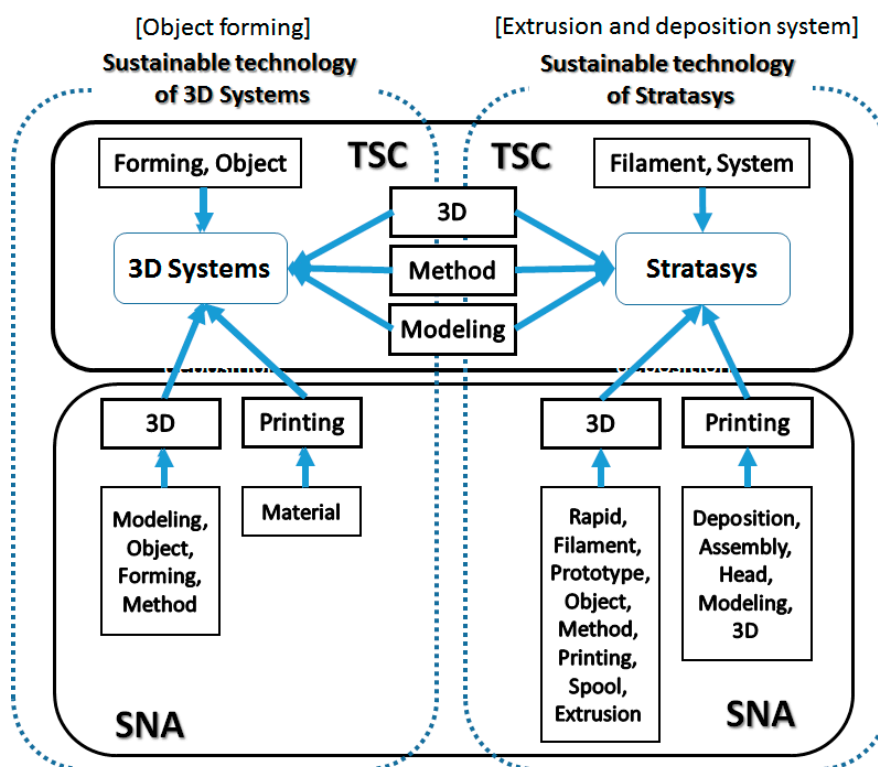 [Object forming]
Sustainable technology
of 3D Systems
[Extrusion and deposition system]
Sustainable technology
of Stratasys
TSC
TSC
Forming, Object
Filament, System
3D
Method
Modeling
3D Systems
Stratasys
deposition
deposition
3D
Printing
3D
Printing
Modeling,
Object,
Forming,
Method
Material
Rapid,
Filament,
Prototype,
Object,
Method,
Printing,
Spool,
Extrusion
Deposition,
Assembly,
Head,
Modeling,
3D
SNA
SNA